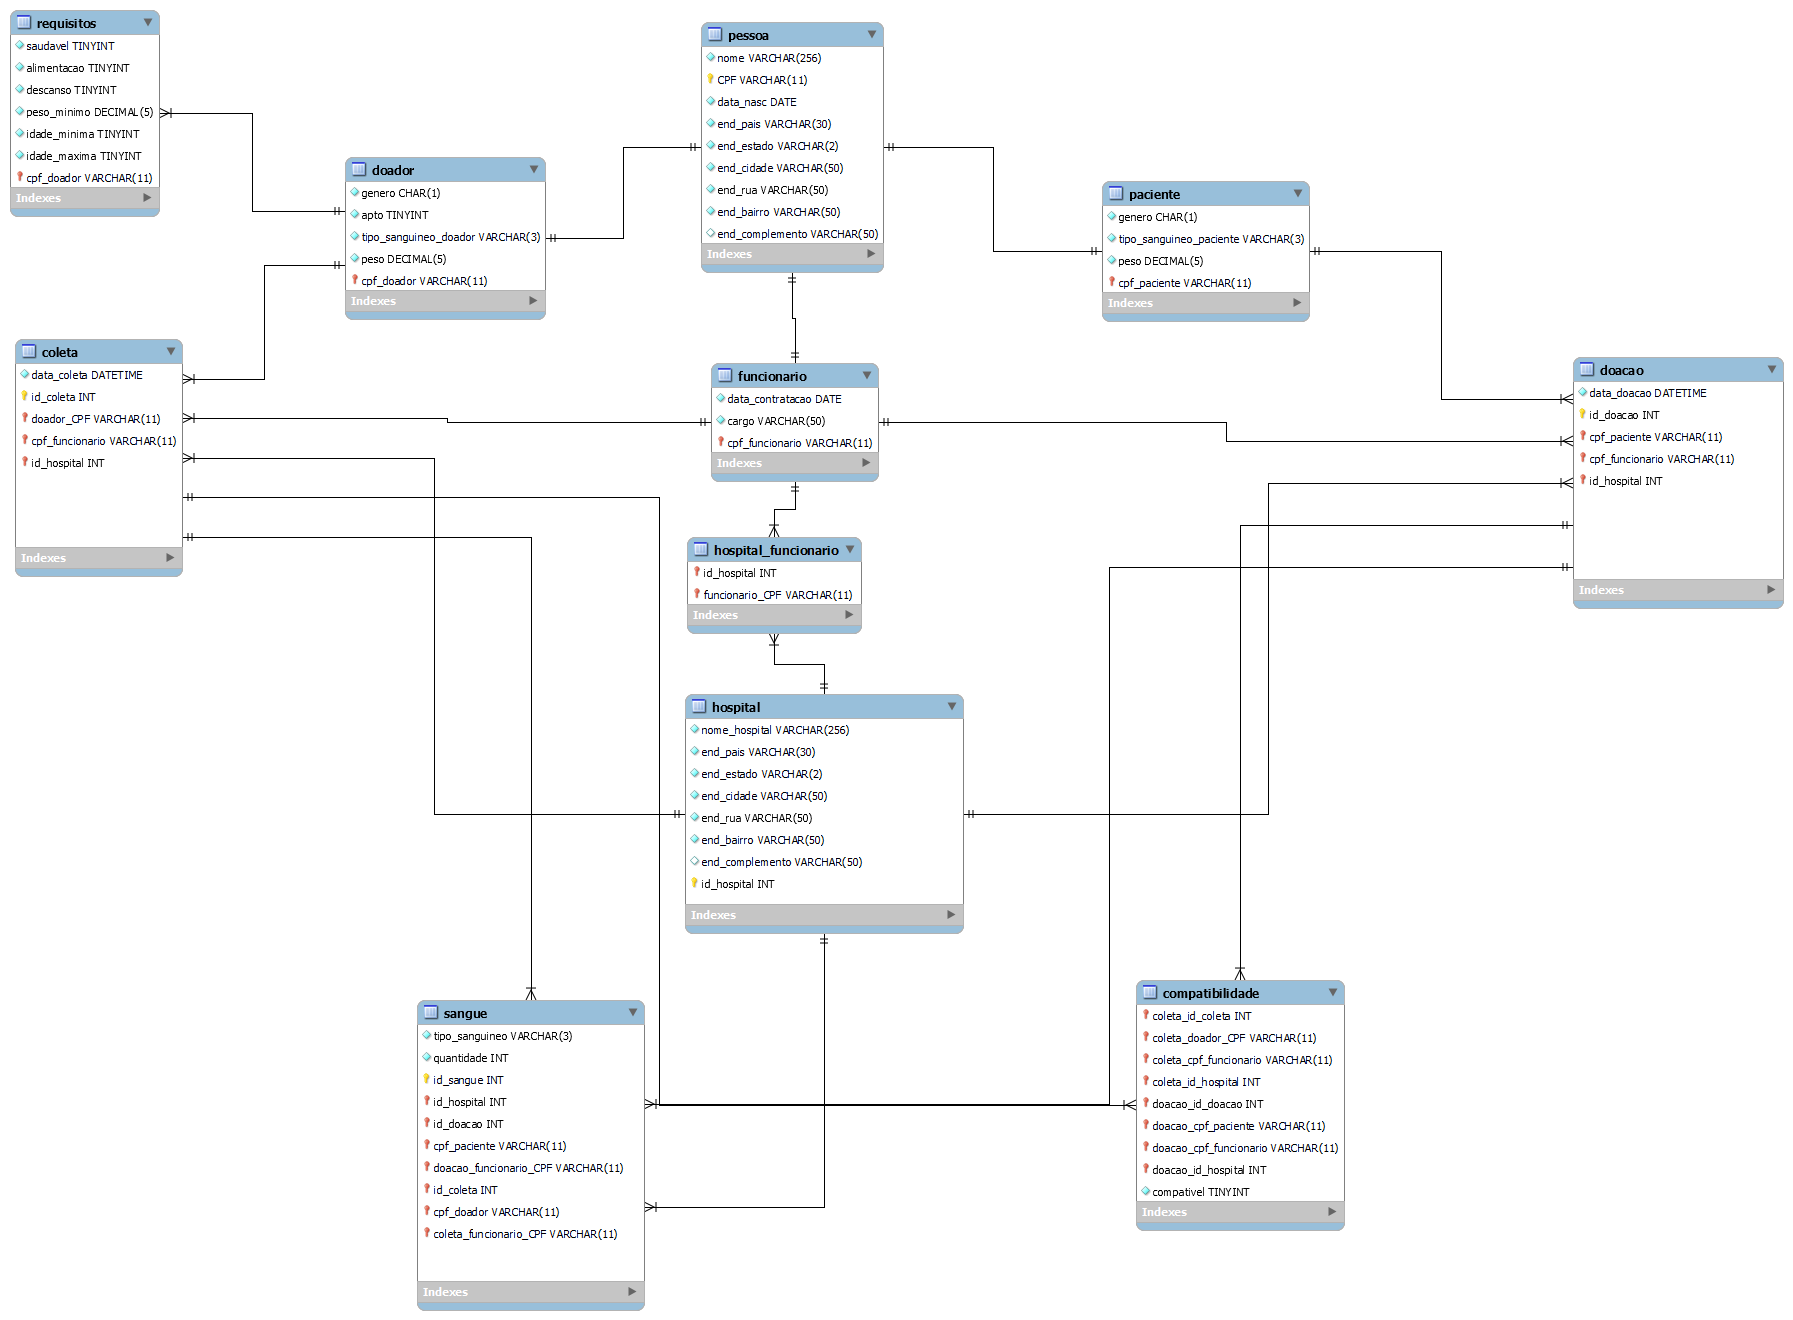 requisitos
saudavel TINYINT
alimentacao TINYINT
descanso TINYINT
peso_minimo DECIMAL(5)
idade_minima TINYINT
idade_maxima TINYINT
cpf_doador VARCHAR(11)
Indexes
doador
genero CHAR(1)
apto TINYINT
tipo_sanguineo_doador VARCHAR(3)
peso DECIMAL(5)
cpf_doador VARCHAR(11)
Indexes
pessoa
nome VARCHAR(256)
CPF VARCHAR(11)
data_nasc DATE
end_pais VARCHAR(30)
end_estado VARCHAR(2)
end_cidade VARCHAR(50)
end_rua VARCHAR(50)
end_bairro VARCHAR(50)
end_complemento VARCHAR(50)
Indexes
paciente
genero CHAR(1)
tipo_sanguineo_paciente VARCHAR(3)
peso DECIMAL(5)
cpf_paciente VARCHAR(11)
Indexes
coleta
data_coleta DATETIME
id_coleta INT
doador_CPF VARCHAR(11)
cpf_funcionario VARCHAR(11)
id_hospital INT
Indexes
funcionario
data_contratacao DATE
cargo VARCHAR(50)
cpf_funcionario VARCHAR(11)
Indexes
doacao
data_doacao DATETIME
id_doacao INT
cpf_paciente VARCHAR(11)
cpf_funcionario VARCHAR(11)
id_hospital INT
Indexes
hospital_funcionario
id_hospital INT
funcionario_CPF VARCHAR(11)
Indexes
hospital
nome_hospital VARCHAR(256)
end_pais VARCHAR(30)
end_estado VARCHAR(2)
end_cidade VARCHAR(50)
end_rua VARCHAR(50)
end_bairro VARCHAR(50)
end_complemento VARCHAR(50)
id_hospital INT
Indexes
sangue
tipo_sanguineo VARCHAR(3)
quantidade INT
id_sangue INT
id_hospital INT
id_doacao INT
cpf_paciente VARCHAR(11)
doacao_funcionario_CPF VARCHAR(11)
id_coleta INT
cpf_doador VARCHAR(11)
coleta_funcionario_CPF VARCHAR(11)
Indexes
compatibilidade
coleta_id_coleta INT
coleta_doador_CPF VARCHAR(11)
coleta_cpf_funcionario VARCHAR(11)
coleta_id_hospital INT
doacao_id_doacao INT
doacao_cpf_paciente VARCHAR(11)
doacao_cpf_funcionario VARCHAR(11)
doacao_id_hospital INT
compativel TINYINT
Indexes